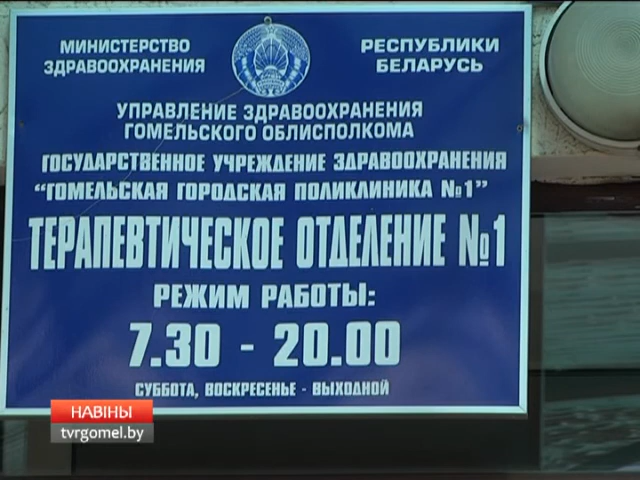 МИНИСТЕРСТВО
ЗДРАВООХРАНЕНИЯ
РЕСПУБЛИКИ
БЕЛАРУСЬ
УПРАВЛЕНИЕ ЗДРАВООХРАНЕНИЯ
ГОМЕЛЬСКОГО ОБЛИСПОЛКОМА
ГОСУДАРСТВЕННОЕ УЧРЕЖДЕНИЕ ЗДРАВООХРАНЕНИЯ
“ГОМЕЛЬСКАЯ ГОРОДСКАЯ ПОЛИКЛИНИКА №1”
ТЕРАПЕВТИЧЕСКОЕ ОТДЕЛЕНИЕ №1
РЕЖИМ РАБОТЫ:
7.30 - 20.00
СУББОТА, ВОСКРЕСЕНЬЕ - ВЫХОДНОЙ
НАВІНЫ
tvrgomel.by